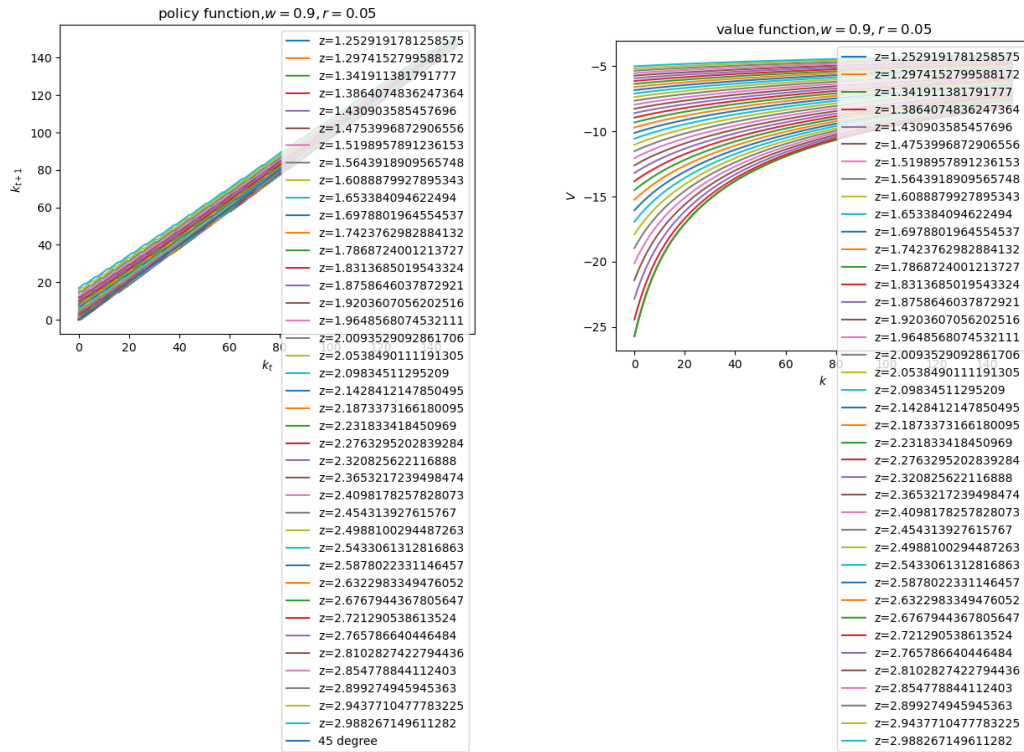 policy function,w = 0.9, r = 0.05
140
120
100
80
60
40
20
0
k_{t+1}
0
20
40
60
80
k_t
z=1.2529191781258575
z=1.2974152799588172
z=1.341911381791777
z=1.3864074836247364
z=1.430903585457696
z=1.4753996872906556
z=1.5198957891236153
z=1.5643918909565748
z=1.6088879927895343
z=1.653384094622494
z=1.6978801964554537
z=1.7423762982884132
z=1.7868724001213727
z=1.8313685019543324
z=1.8758646037872921
z=1.9203607056202516
z=1.9648568074532111
z=2.0093529092861706
z=2.0538490111191305
z=2.09834511295209
z=2.1428412147850495
z=2.1873373166180095
z=2.231833418450969
z=2.2763295202839284
z=2.320825622116888
z=2.3653217239498474
z=2.4098178257828073
z=2.454313927615767
z=2.4988100294487263
z=2.5433061312816863
z=2.5878022331146457
z=2.6322983349476052
z=2.6767944367805647
z=2.721290538613524
z=2.765786640446484
z=2.8102827422794436
z=2.854778844112403
z=2.899274945945363
z=2.9437710477783225
z=2.988267149611282
45 degree
value function,w = 0.9, r = 0.05
−5
−10
−15
−20
−25
v
0
20
40
60
80
k
z=1.2529191781258575
z=1.2974152799588172
z=1.341911381791777
z=1.3864074836247364
z=1.430903585457696
z=1.4753996872906556
z=1.5198957891236153
z=1.5643918909565748
z=1.6088879927895343
z=1.653384094622494
z=1.6978801964554537
z=1.7423762982884132
z=1.7868724001213727
z=1.8313685019543324
z=1.8758646037872921
z=1.9203607056202516
z=1.9648568074532111
z=2.0093529092861706
z=2.0538490111191305
z=2.09834511295209
z=2.1428412147850495
z=2.1873373166180095
z=2.231833418450969
z=2.2763295202839284
z=2.320825622116888
z=2.3653217239498474
z=2.4098178257828073
z=2.454313927615767
z=2.4988100294487263
z=2.5433061312816863
z=2.5878022331146457
z=2.6322983349476052
z=2.6767944367805647
z=2.721290538613524
z=2.765786640446484
z=2.8102827422794436
z=2.854778844112403
z=2.899274945945363
z=2.9437710477783225
z=2.988267149611282